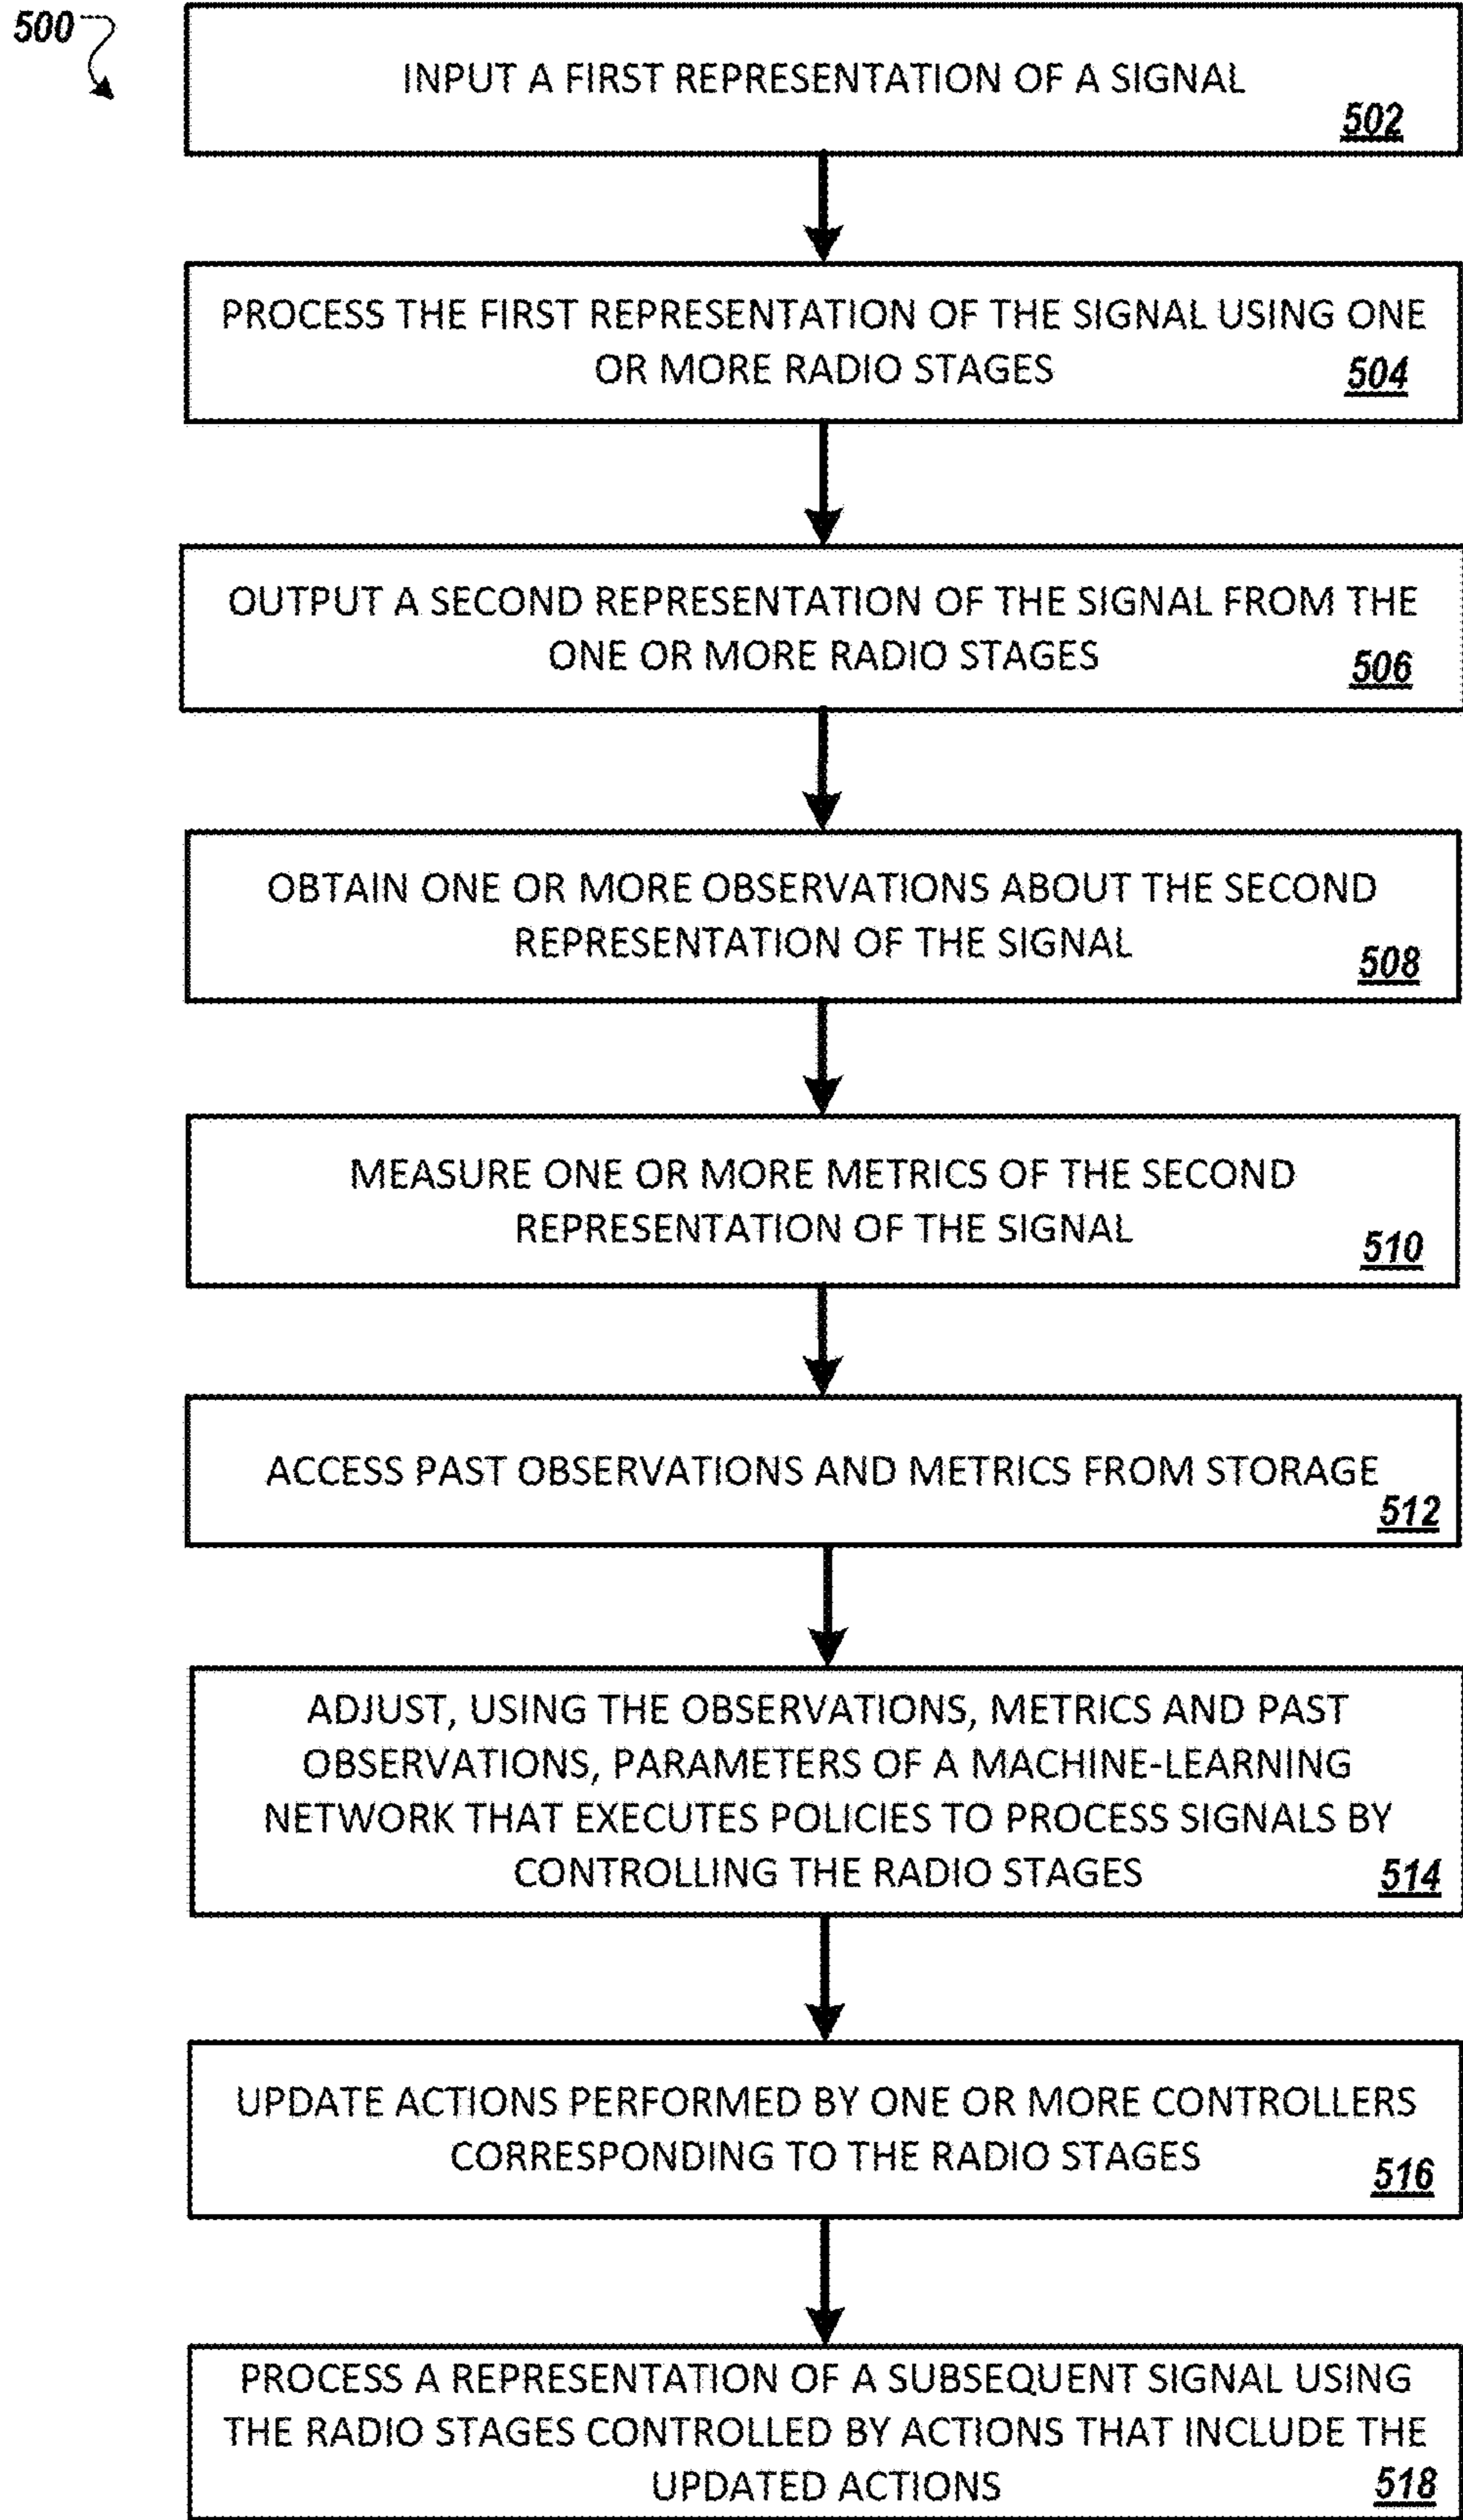 500
INPUT A FIRST REPRESENTATION OF A SIGNAL
502
PROCESS THE FIRST REPRESENTATION OF THE SIGNAL USING ONE
OR MORE RADIO STAGES
504
OUTPUT A SECOND REPRESENTATION OF THE SIGNAL FROM THE
ONE OR MORE RADIO STAGES
506
OBTAIN ONE OR MORE OBSERVATIONS ABOUT THE SECOND
REPRESENTATION OF THE SIGNAL
508
MEASURE ONE OR MORE METRICS OF THE SECOND
REPRESENTATION OF THE SIGNAL
510
ACCESS PAST OBSERVATIONS AND METRICS FROM STORAGE
512
ADJUST, USING THE OBSERVATIONS, METRICS AND PAST
OBSERVATIONS, PARAMETERS OF A MACHINE-LEARNING
NETWORK THAT EXECUTES POLICIES TO PROCESS SIGNALS BY
CONTROLLING THE RADIO STAGES
514
UPDATE ACTIONS PERFORMED BY ONE OR MORE CONTROLLERS
CORRESPONDING TO THE RADIO STAGES
516
PROCESS A REPRESENTATION OF A SUBSEQUENT SIGNAL USING
THE RADIO STAGES CONTROLLED BY ACTIONS THAT INCLUDE THE
UPDATED ACTIONS
518